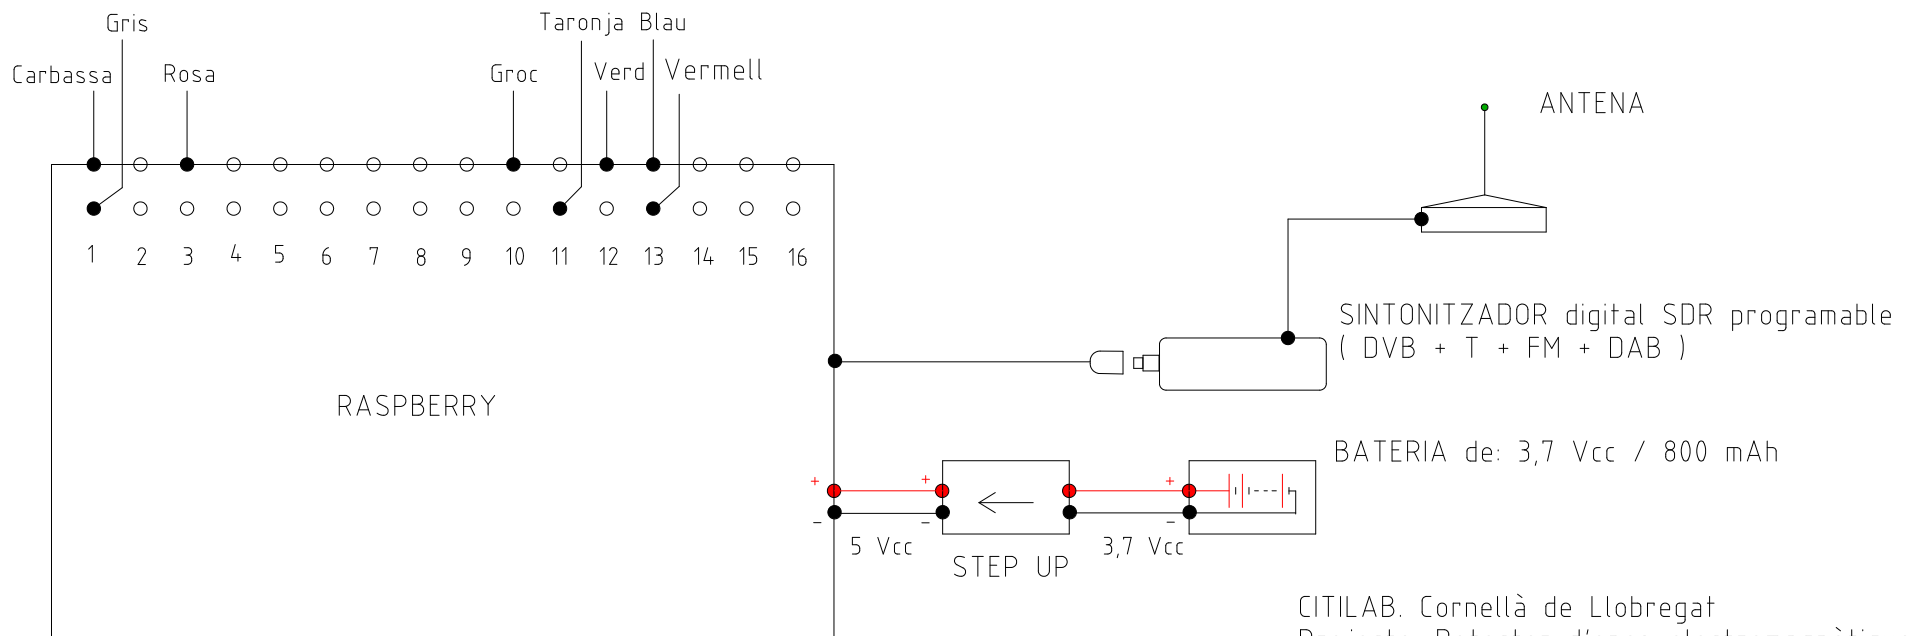 Gris
Taronja Blau
Carbassa
Rosa
Groc
Verd
Vermell
ANTENA
1 2 3 4 5 6 7 8 9 10 11 12 13 14 15 16
SINTONITZADOR digital SDR programable
( DVB + T + FM + DAB )
RASPBERRY
BATERIA de: 3,7 Vcc / 800 mAh
+ + +
- - -
5 Vcc
3,7 Vcc
STEP UP
CITILAB. Cornellà de Llobregat